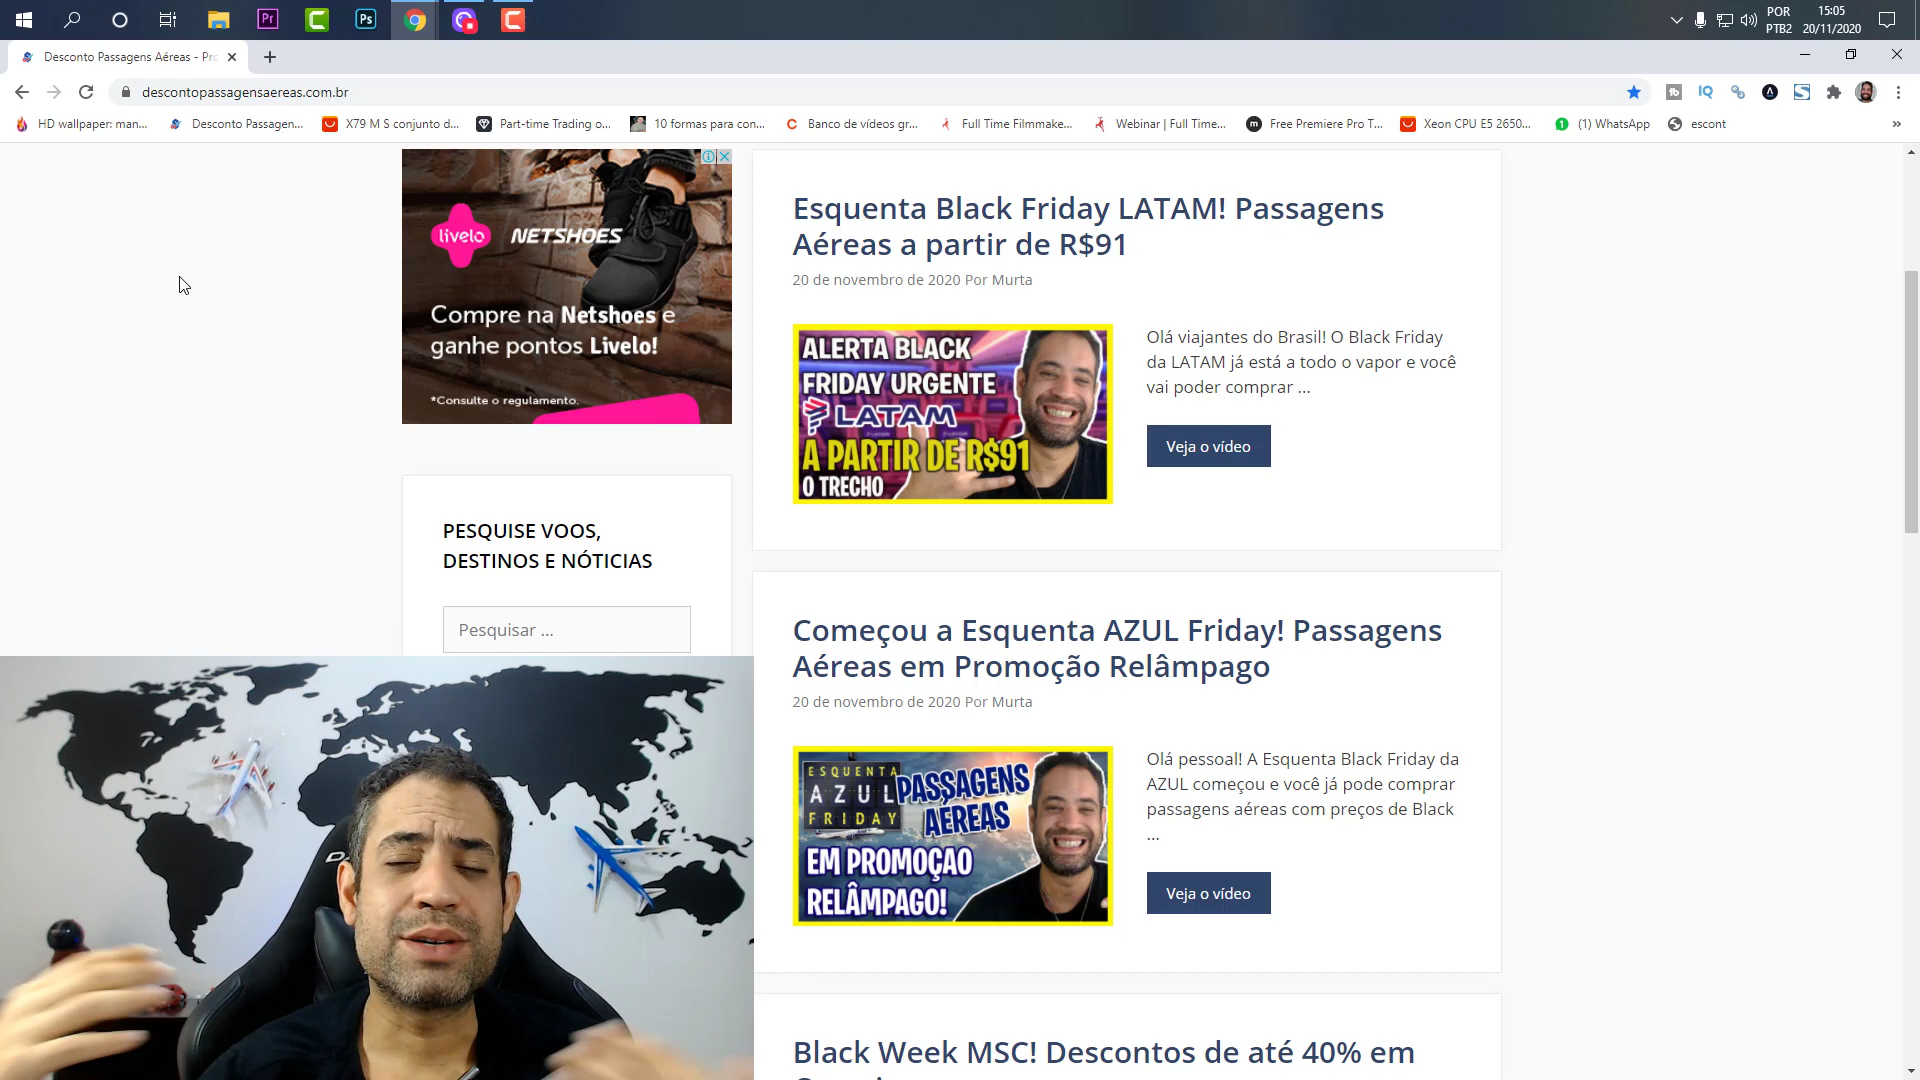 Pr
Ps
POR
PTB2
15:05
20/11/2020
Desconto Passagens Aéreas - Pro
descontopassagensaereas.com.br
HD wallpaper: man...
Desconto Passagen...
X79 M S conjunto d...
Part-time Trading o...
10 formas para con...
Banco de vídeos gr...
Full Time Filmmake...
Webinar | Full Time...
Free Premiere Pro T...
Xeon CPU E5 2650...
(1) WhatsApp
escont
livelo NETSHOES
Compre na Netshoes e
ganhe pontos Livelo!
*Consulte o regulamento.
PESQUISE VOOS,
DESTINOS E NÓTICIAS
Pesquisar ...
Esquenta Black Friday LATAM! Passagens
Aéreas a partir de R$91
20 de novembro de 2020 Por Murta
ALERTA BLACK
FRIDAY URGENTE
LATAM
A PARTIR DE R$91
O TRECHO
Olá viajantes do Brasil! O Black Friday
da LATAM já está a todo o vapor e você
vai poder comprar ...
Veja o vídeo
Começou a Esquenta AZUL Friday! Passagens
Aéreas em Promoção Relâmpago
20 de novembro de 2020 Por Murta
ESQUENTA
AZUL
FRIDAY
PASSAGENS
AÉREAS
EM PROMOÇÃO
RELÂMPAGO!
Olá pessoal! A Esquenta Black Friday da
AZUL começou e você já pode comprar
passagens aéreas com preços de Black
...
Veja o vídeo
Black Week MSC! Descontos de até 40% em